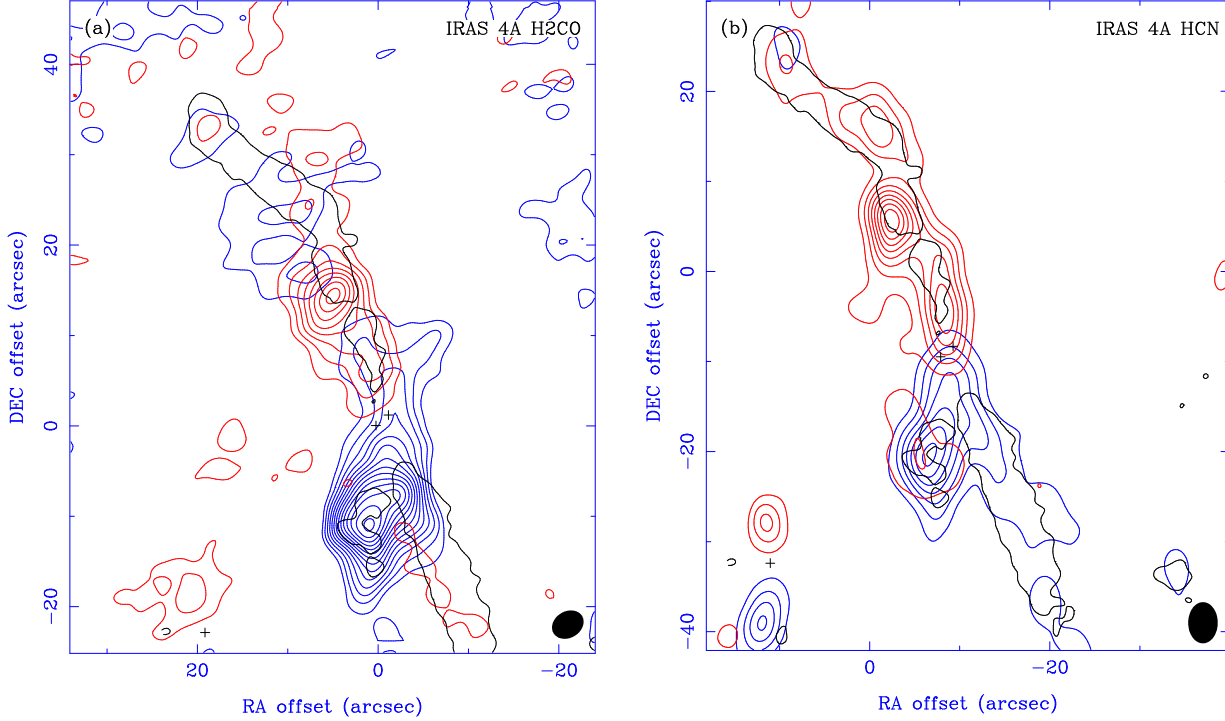 (a) IRAS 4A H2CO
40
20
0
−20
DEC offset (arcsec)
20 0 −20
RA offset (arcsec)
(b) IRAS 4A HCN
20
0
−20
−40
DEC offset (arcsec)
0 −20
RA offset (arcsec)